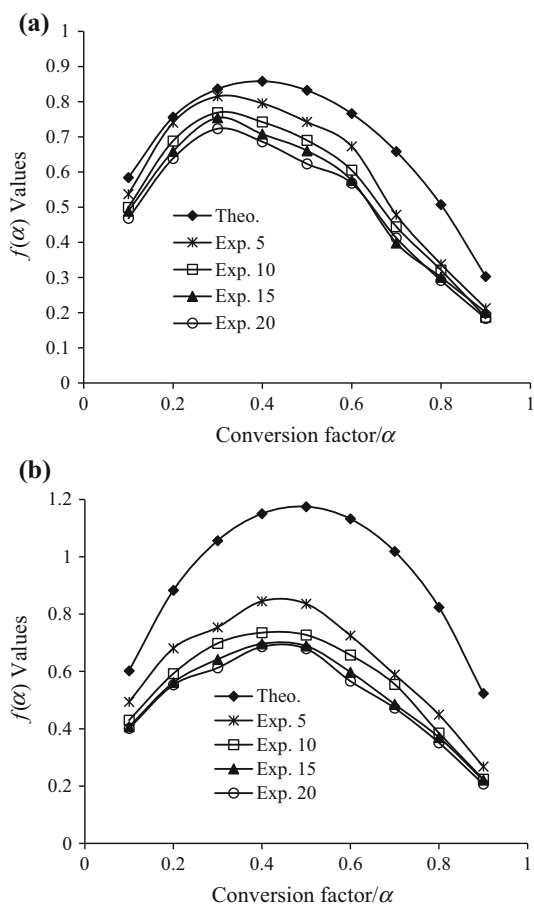 (a)
1
0.9
0.8
0.7
0.6
0.5
0.4
0.3
0.2
0.1
0
f(α) Values
Theo.
Exp. 5
Exp. 10
Exp. 15
Exp. 20
0 0.2 0.4 0.6 0.8 1
Conversion factor/α
(b)
1.2
1
0.8
0.6
0.4
0.2
0
f(α) Values
Theo.
Exp. 5
Exp. 10
Exp. 15
Exp. 20
0 0.2 0.4 0.6 0.8 1
Conversion factor/α